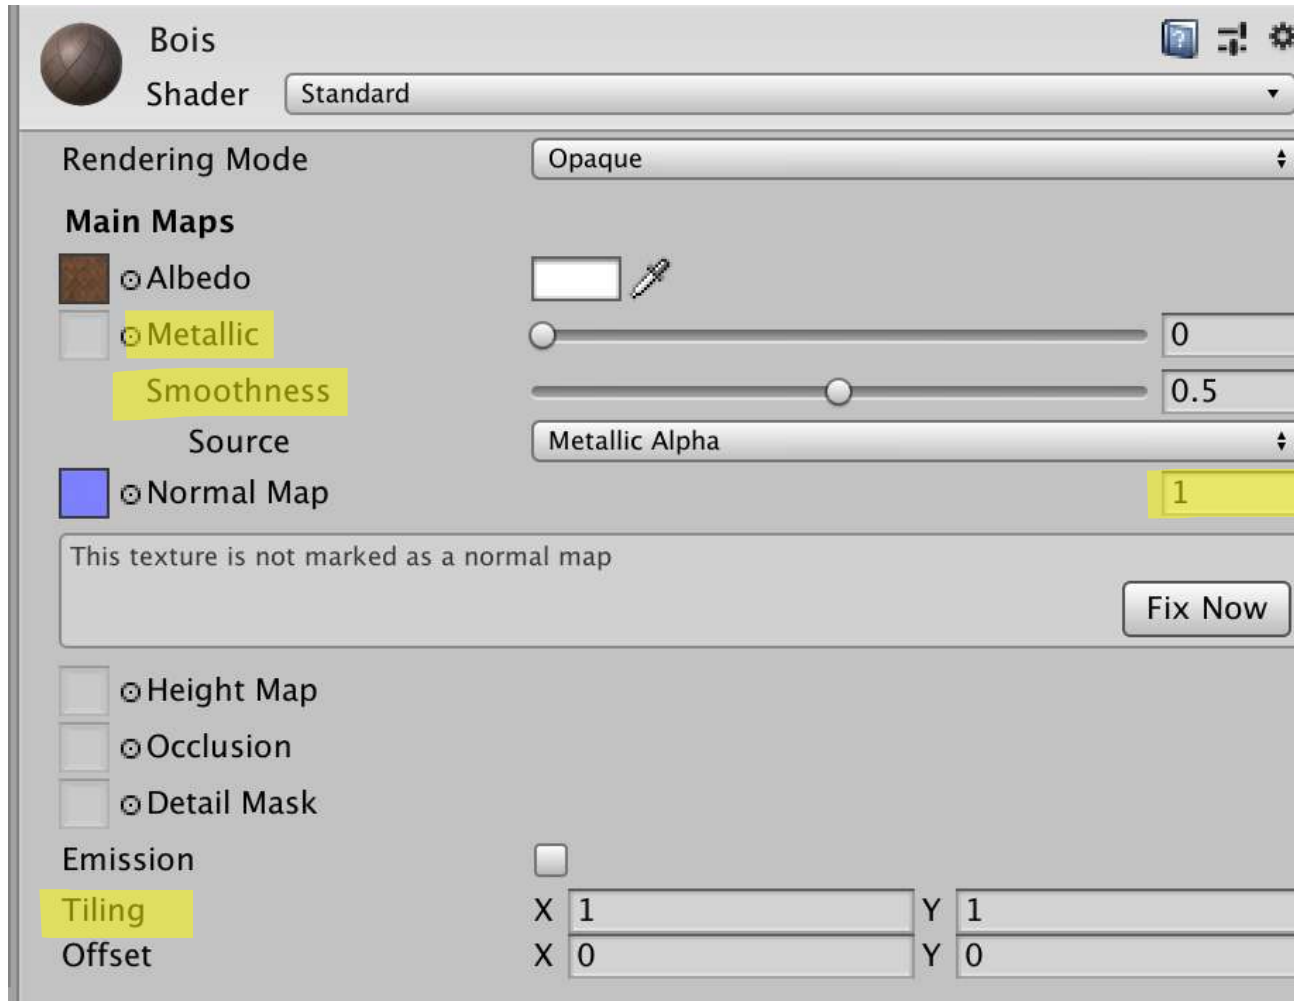 Bois
Shader Standard
Rendering Mode Opaque
Main Maps
Albedo
Metallic 0
Smoothness 0.5
Source Metallic Alpha
Normal Map 1
This texture is not marked as a normal map
Fix Now
Height Map
Occlusion
Detail Mask
Emission
Tiling X 1 Y 1
Offset X 0 Y 0